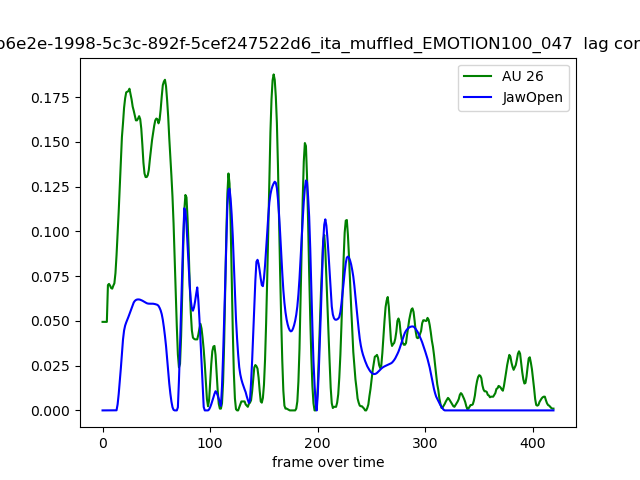 b6e2e-1998-5c3c-892f-5cef247522d6_ita_muffled_EMOTION100_047  lag cor
AU 26
JawOpen
0.175
0.150
0.125
0.100
0.075
0.050
0.025
0.000
0 100 200 300 400
frame over time